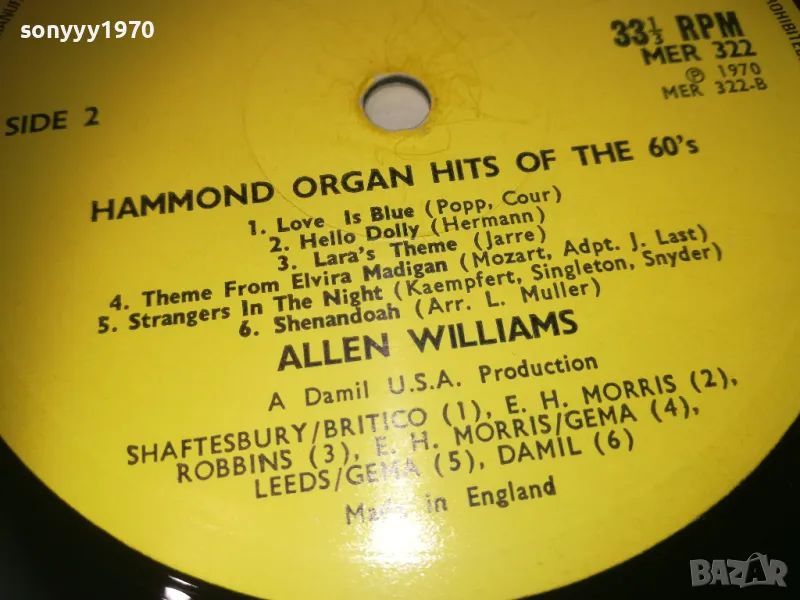 sonyyy1970
33⅓ RPM
MER 322
Ⓟ 1970
MER 322-B
SIDE 2
HAMMOND ORGAN HITS OF THE 60's
1. Love Is Blue (Popp, Cour)
2. Hello Dolly (Hermann)
3. Lara's Theme (Jarre)
4. Theme From Elvira Madigan (Mozart, Adpt. J. Last)
5. Strangers In The Night (Kaempfert, Singleton, Snyder)
6. Shenandoah (Arr. L. Muller)
ALLEN WILLIAMS
A Damil U.S.A. Production
SHAFTESBURY/BRITICO (1), E. H. MORRIS (2),
ROBBINS (3), E. H. MORRIS/GEMA (4),
LEEDS/GEMA (5), DAMIL (6)
Made in England
BAZAR